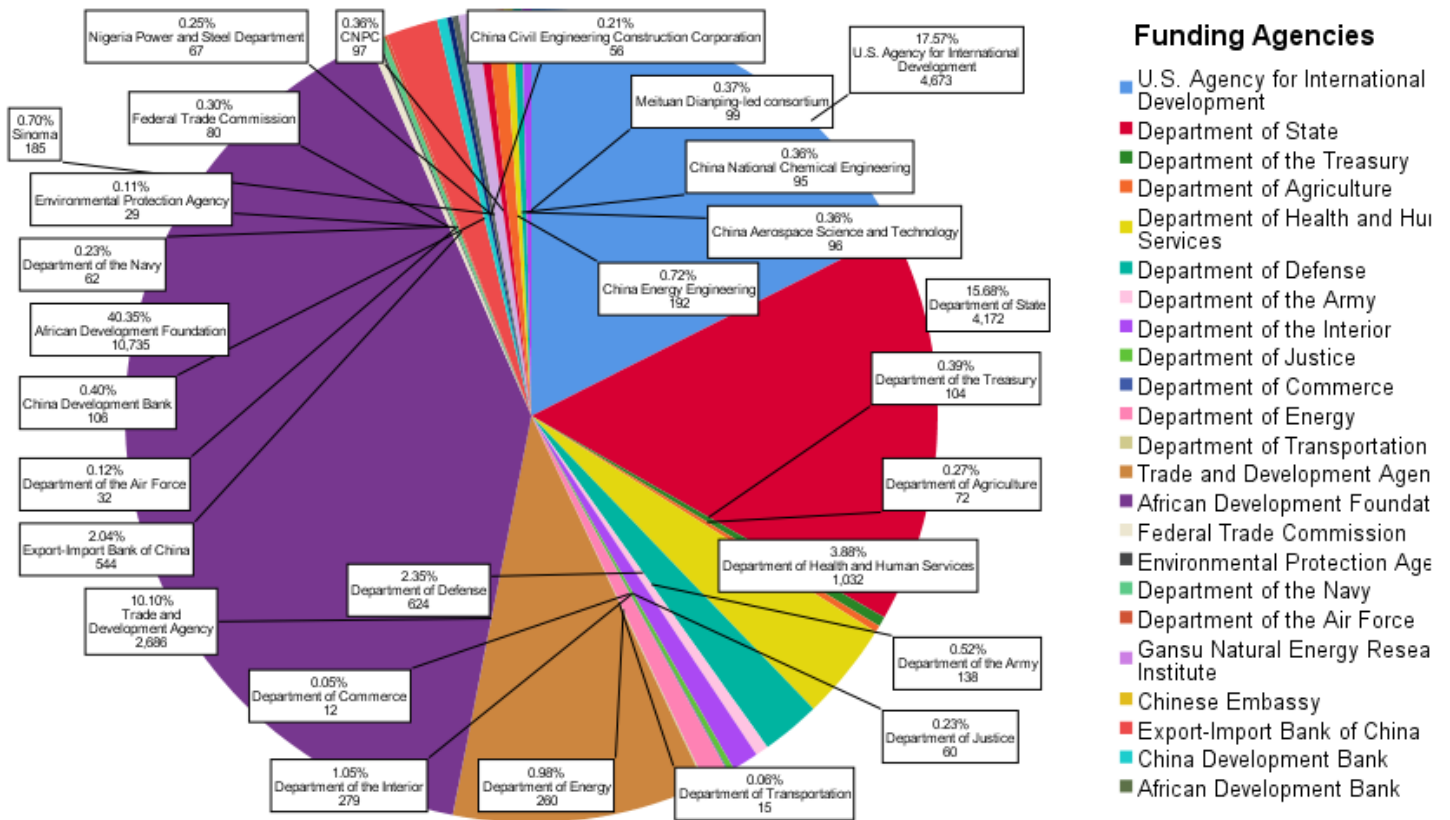 0.25%
Nigeria Power and Steel Department
67
0.36%
CNPC
97
0.21%
China Civil Engineering Construction Corporation
56
17.57%
U.S. Agency for International
Development
4,673
0.37%
Meituan Dianping-led consortium
99
0.30%
Federal Trade Commission
80
0.70%
Sinoma
185
0.36%
China National Chemical Engineering
95
0.11%
Environmental Protection Agency
29
0.36%
China Aerospace Science and Technology
96
0.23%
Department of the Navy
62
0.72%
China Energy Engineering
192
15.68%
Department of State
4,172
40.35%
African Development Foundation
10,735
0.39%
Department of the Treasury
104
0.40%
China Development Bank
106
0.12%
Department of the Air Force
32
0.27%
Department of Agriculture
72
2.04%
Export-Import Bank of China
544
3.88%
Department of Health and Human Services
1,032
2.35%
Department of Defense
624
10.10%
Trade and
Development Agency
2,686
0.52%
Department of the Army
138
0.05%
Department of Commerce
12
0.23%
Department of Justice
60
1.05%
Department of the Interior
279
0.98%
Department of Energy
260
0.06%
Department of Transportation
15
Funding Agencies
U.S. Agency for International
Development
Department of State
Department of the Treasury
Department of Agriculture
Department of Health and Hu
Services
Department of Defense
Department of the Army
Department of the Interior
Department of Justice
Department of Commerce
Department of Energy
Department of Transportation
Trade and Development Agen
African Development Foundat
Federal Trade Commission
Environmental Protection Age
Department of the Navy
Department of the Air Force
Gansu Natural Energy Resea
Institute
Chinese Embassy
Export-Import Bank of China
China Development Bank
African Development Bank